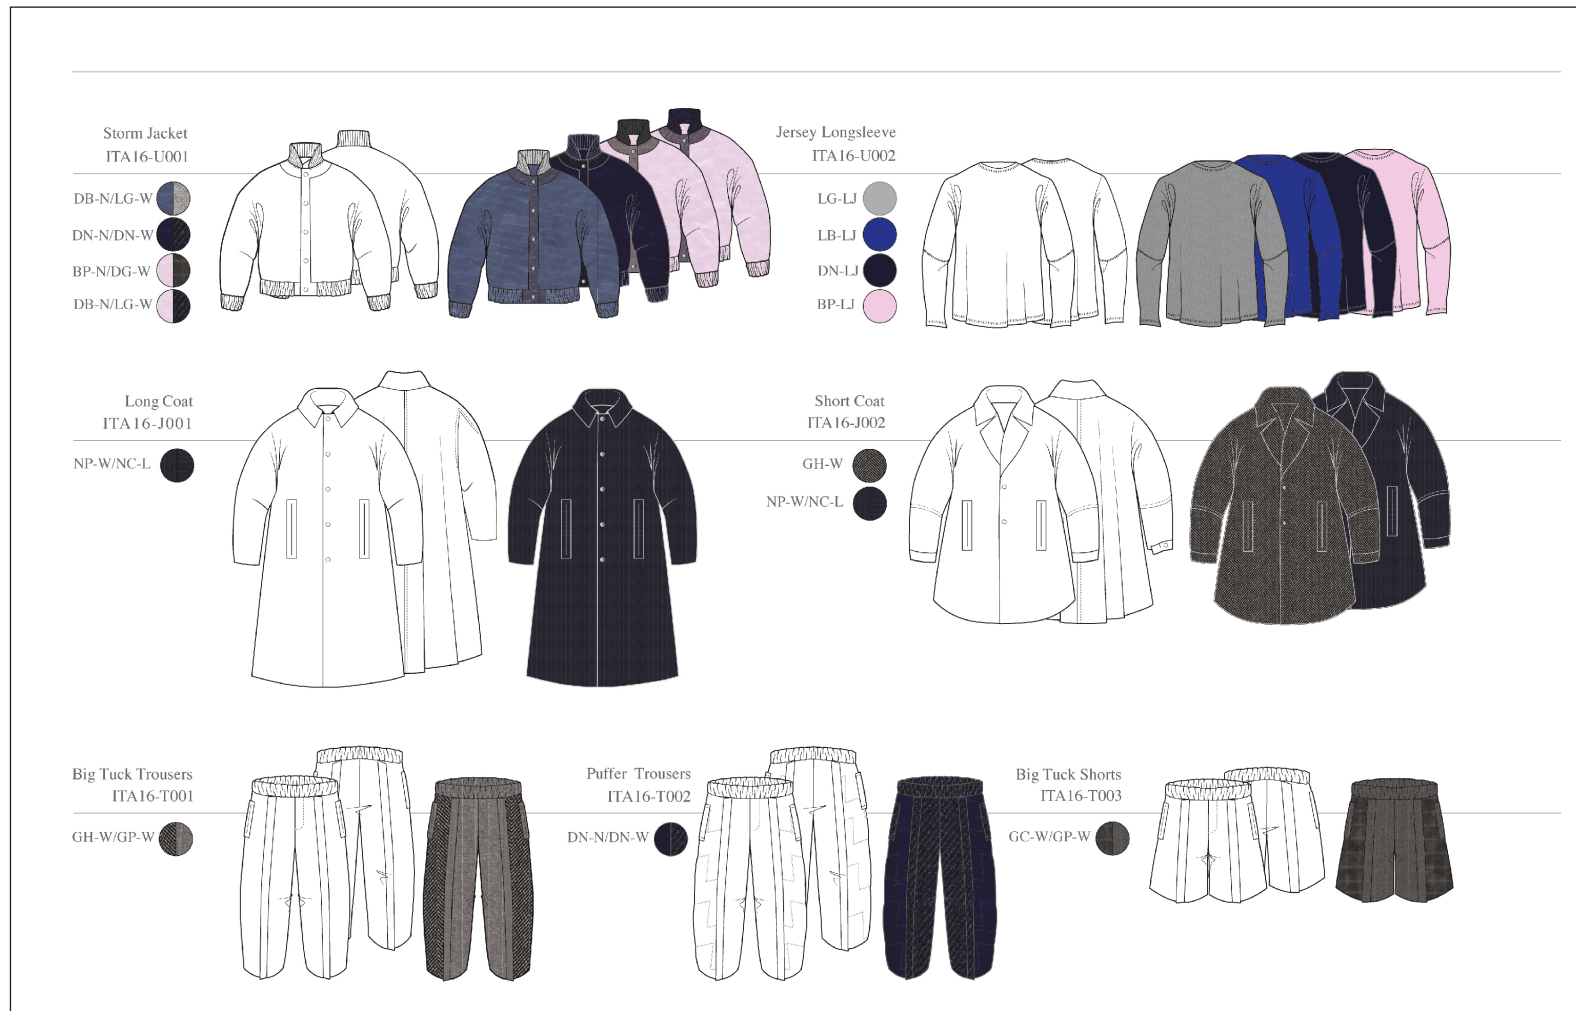 Storm Jacket
ITA16-U001
DB-N/LG-W
DN-N/DN-W
BP-N/DG-W
DB-N/LG-W
Jersey Longsleeve
ITA16-U002
LG-LJ
LB-LJ
DN-LJ
BP-LJ
Long Coat
ITA16-J001
NP-W/NC-L
Short Coat
ITA16-J002
GH-W
NP-W/NC-L
Big Tuck Trousers
ITA16-T001
GH-W/GP-W
Puffer Trousers
ITA16-T002
DN-N/DN-W
Big Tuck Shorts
ITA16-T003
GC-W/GP-W